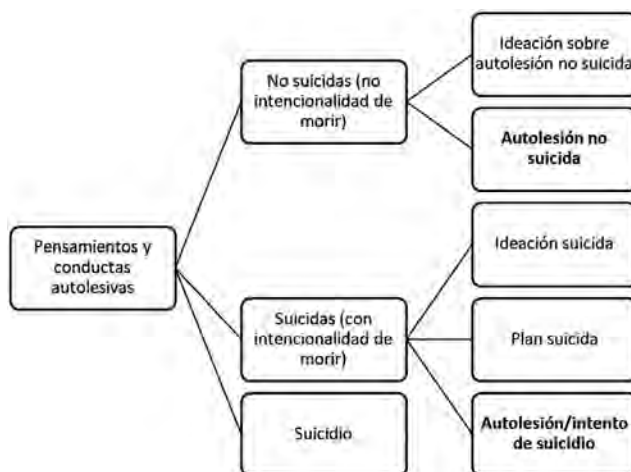 Ideación sobre
autolesión no suicida
No suicidas (no
intencionalidad de
morir)
Autolesión no
suicida
Pensamientos y
conductas
autolesivas
Ideación suicida
Suicidas (con
intencionalidad de
morir)
Plan suicida
Suicidio
Autolesión/intento
de suicidio